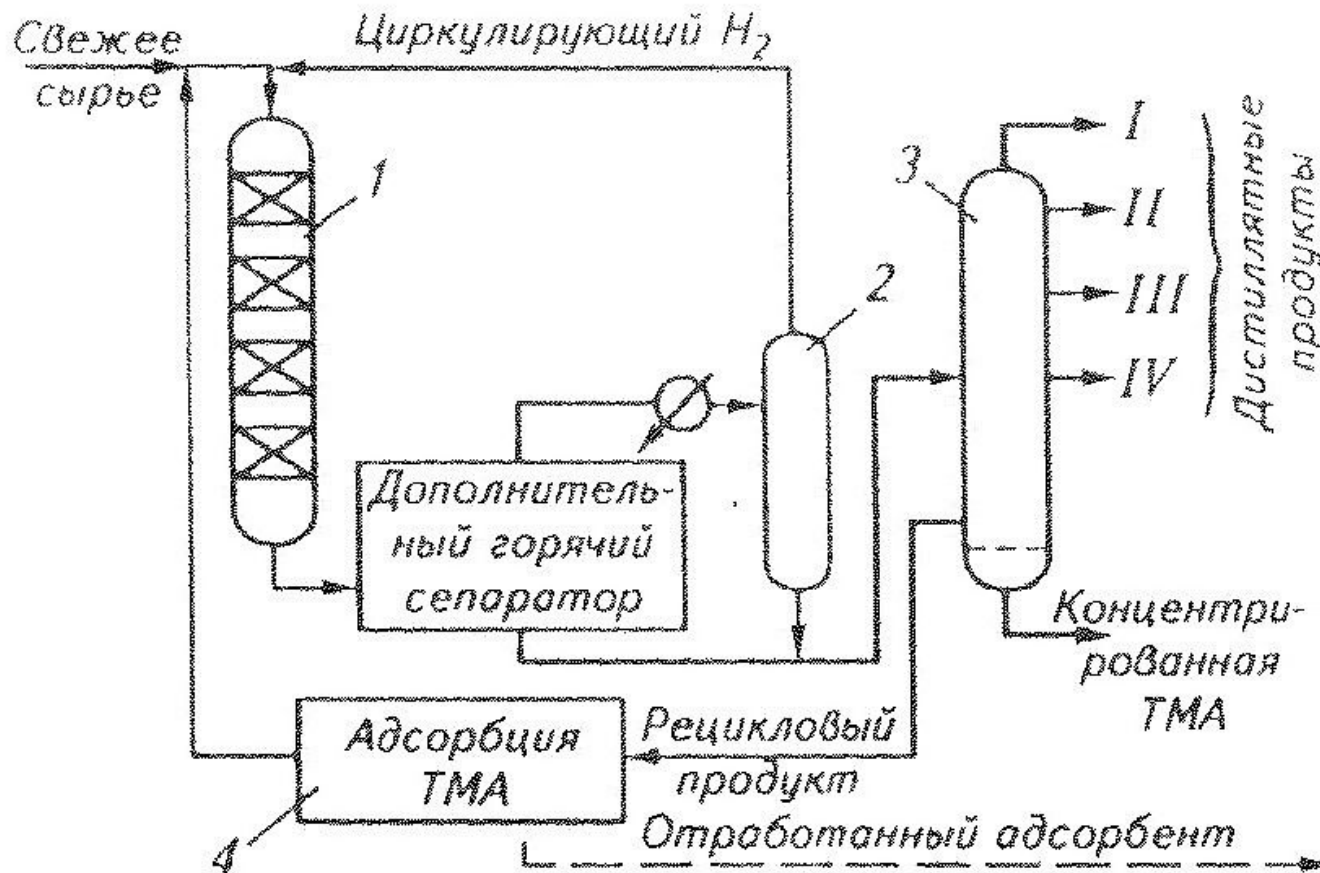 Свежее
сырье
Циркулирующий H₂
1
2
3
I
II
III
IV
Дистиллятные
продукты
Дополнитель-
ный горячий
сепаратор
Концентри-
рованная
ТМА
Адсорбция
ТМА
Рецикловый
продукт
4
Отработанный адсорбент